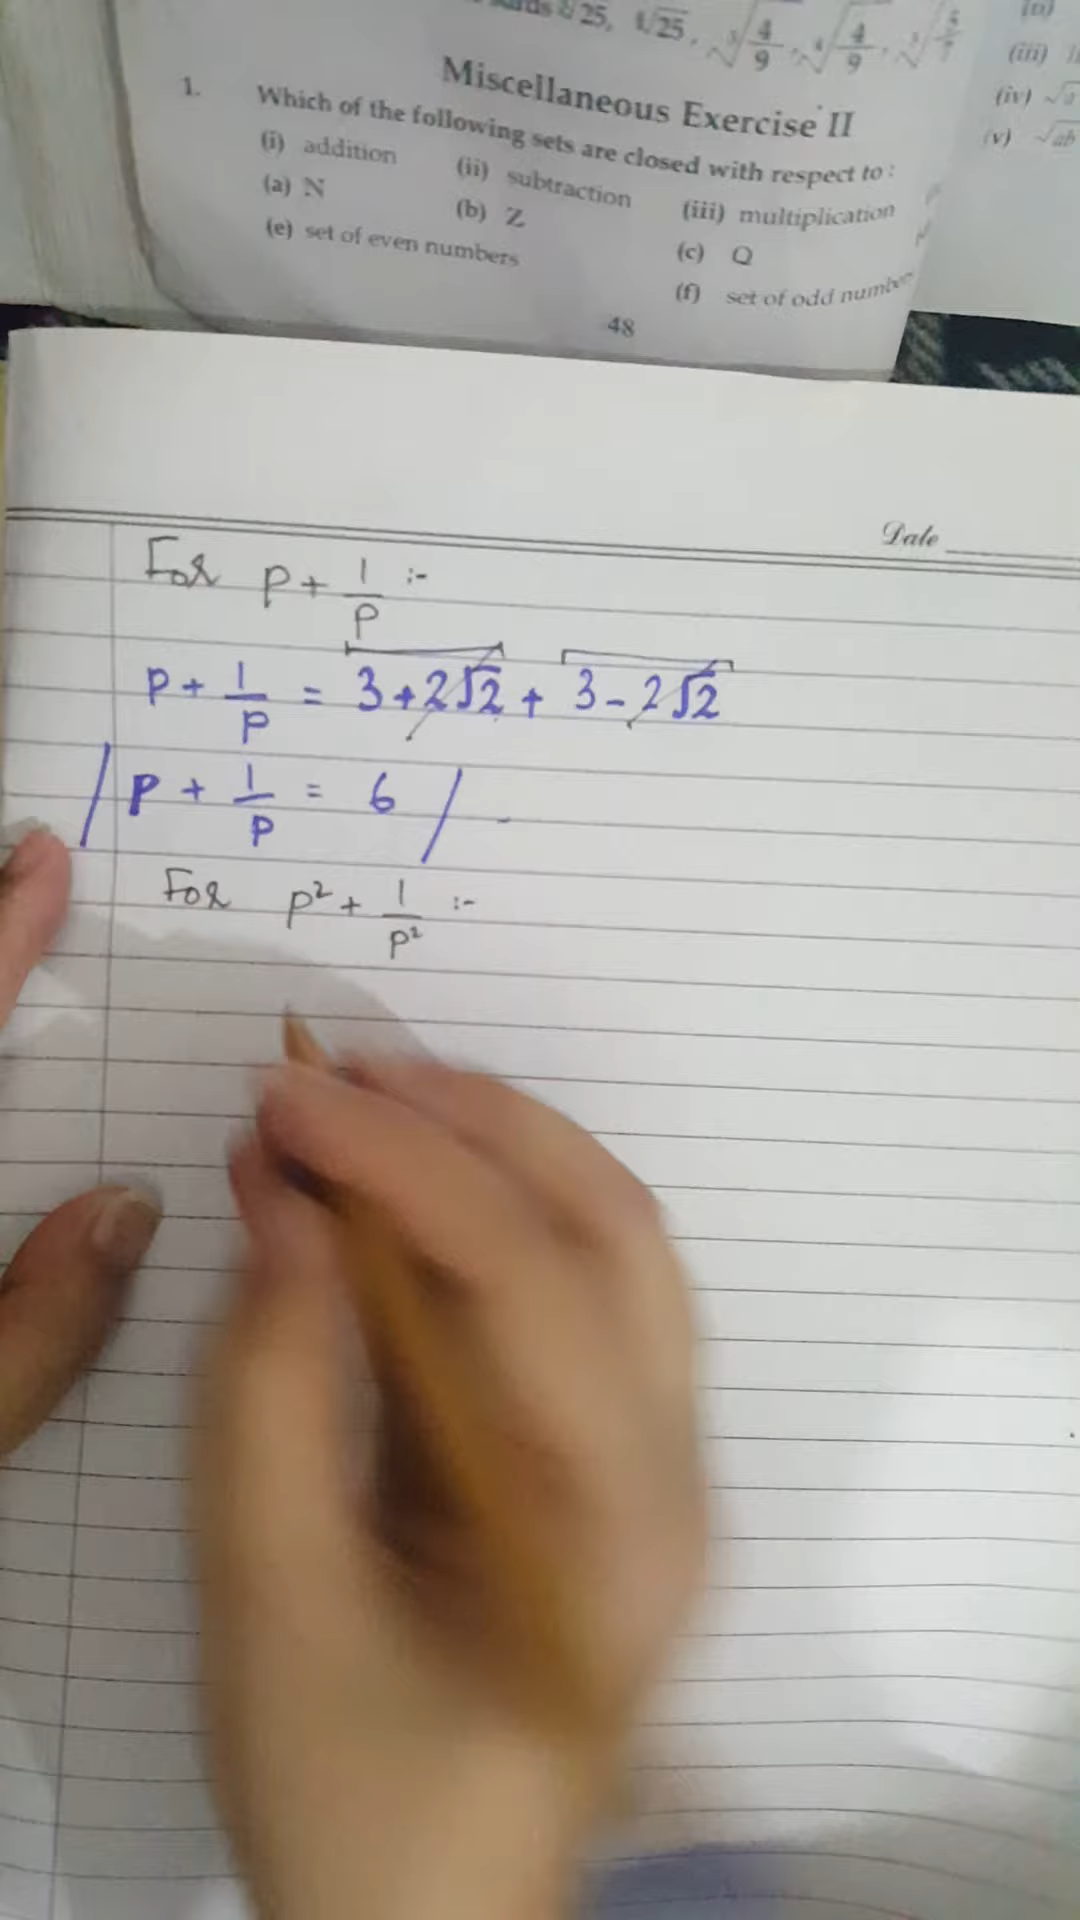 ∛25, ∜25, ∛(4/9), ∜(4/9),
(iii)
(iv) √a
(v) √ab
Miscellaneous Exercise II
1. Which of the following sets are closed with respect to :
(i) addition (ii) subtraction (iii) multiplication
(a) N (b) Z (c) Q
(e) set of even numbers (f) set of odd number
48
Date
For p + 1/p :-
p + 1/p = 3+2√2 + 3-2√2
p + 1/p = 6
For p² + 1/p² :-